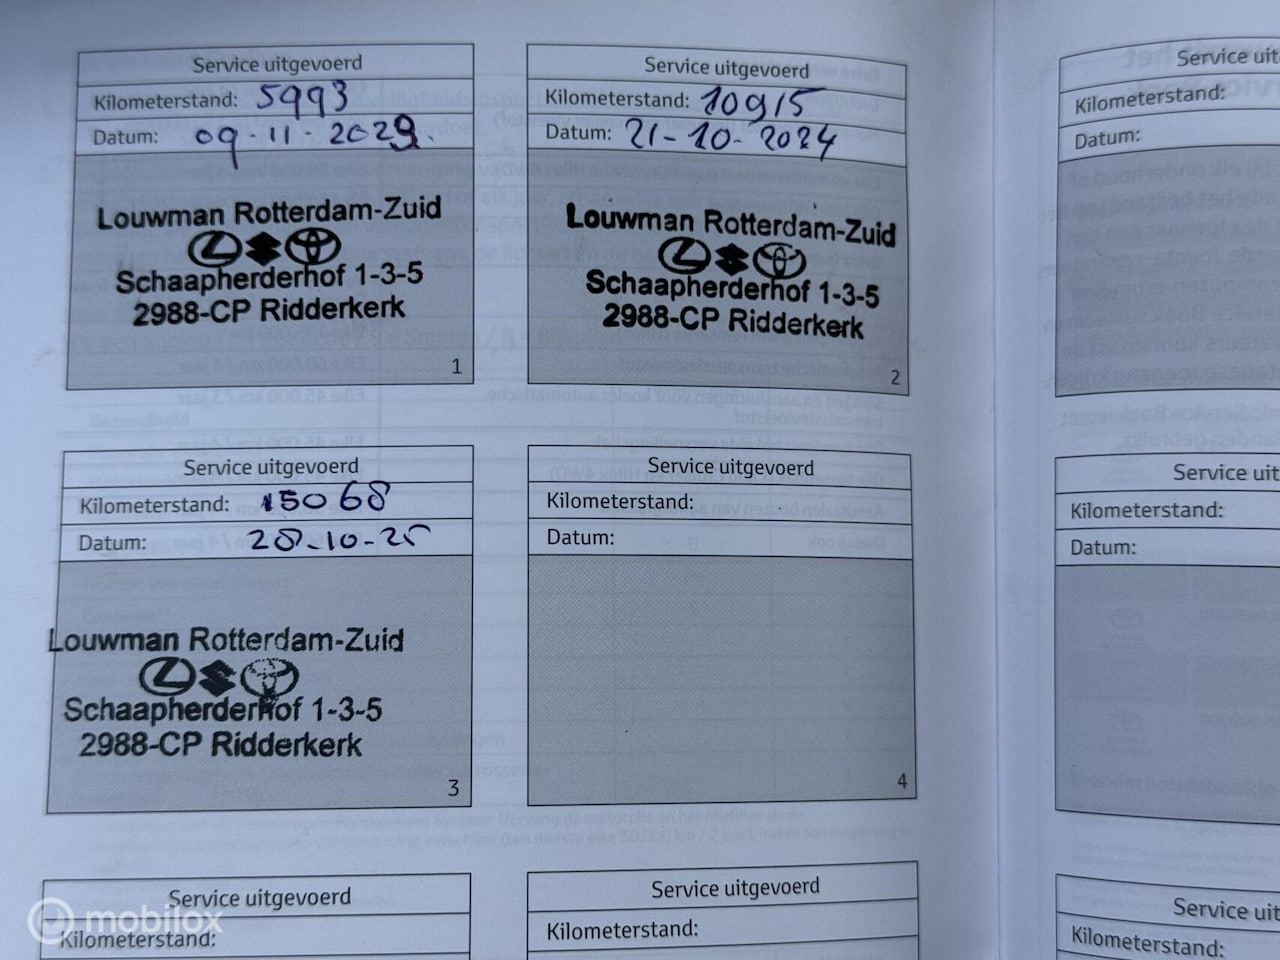 Service uitgevoerd
Kilometerstand: 5993
Datum: 09-11-2023.
Louwman Rotterdam-Zuid
Schaapherderhof 1-3-5
2988-CP Ridderkerk
1
Service uitgevoerd
Kilometerstand: 10915
Datum: 21-10-2024
Louwman Rotterdam-Zuid
Schaapherderhof 1-3-5
2988-CP Ridderkerk
2
Service uit
Kilometerstand:
Datum:
Service uitgevoerd
Kilometerstand: 15068
Datum: 28-10-25
Louwman Rotterdam-Zuid
Schaapherderhof 1-3-5
2988-CP Ridderkerk
3
Service uitgevoerd
Kilometerstand:
Datum:
4
Service uit
Kilometerstand:
Datum:
Service uitgevoerd
Kilometerstand:
Service uitgevoerd
Kilometerstand:
Service uit
Kilometerstand:
mobilox